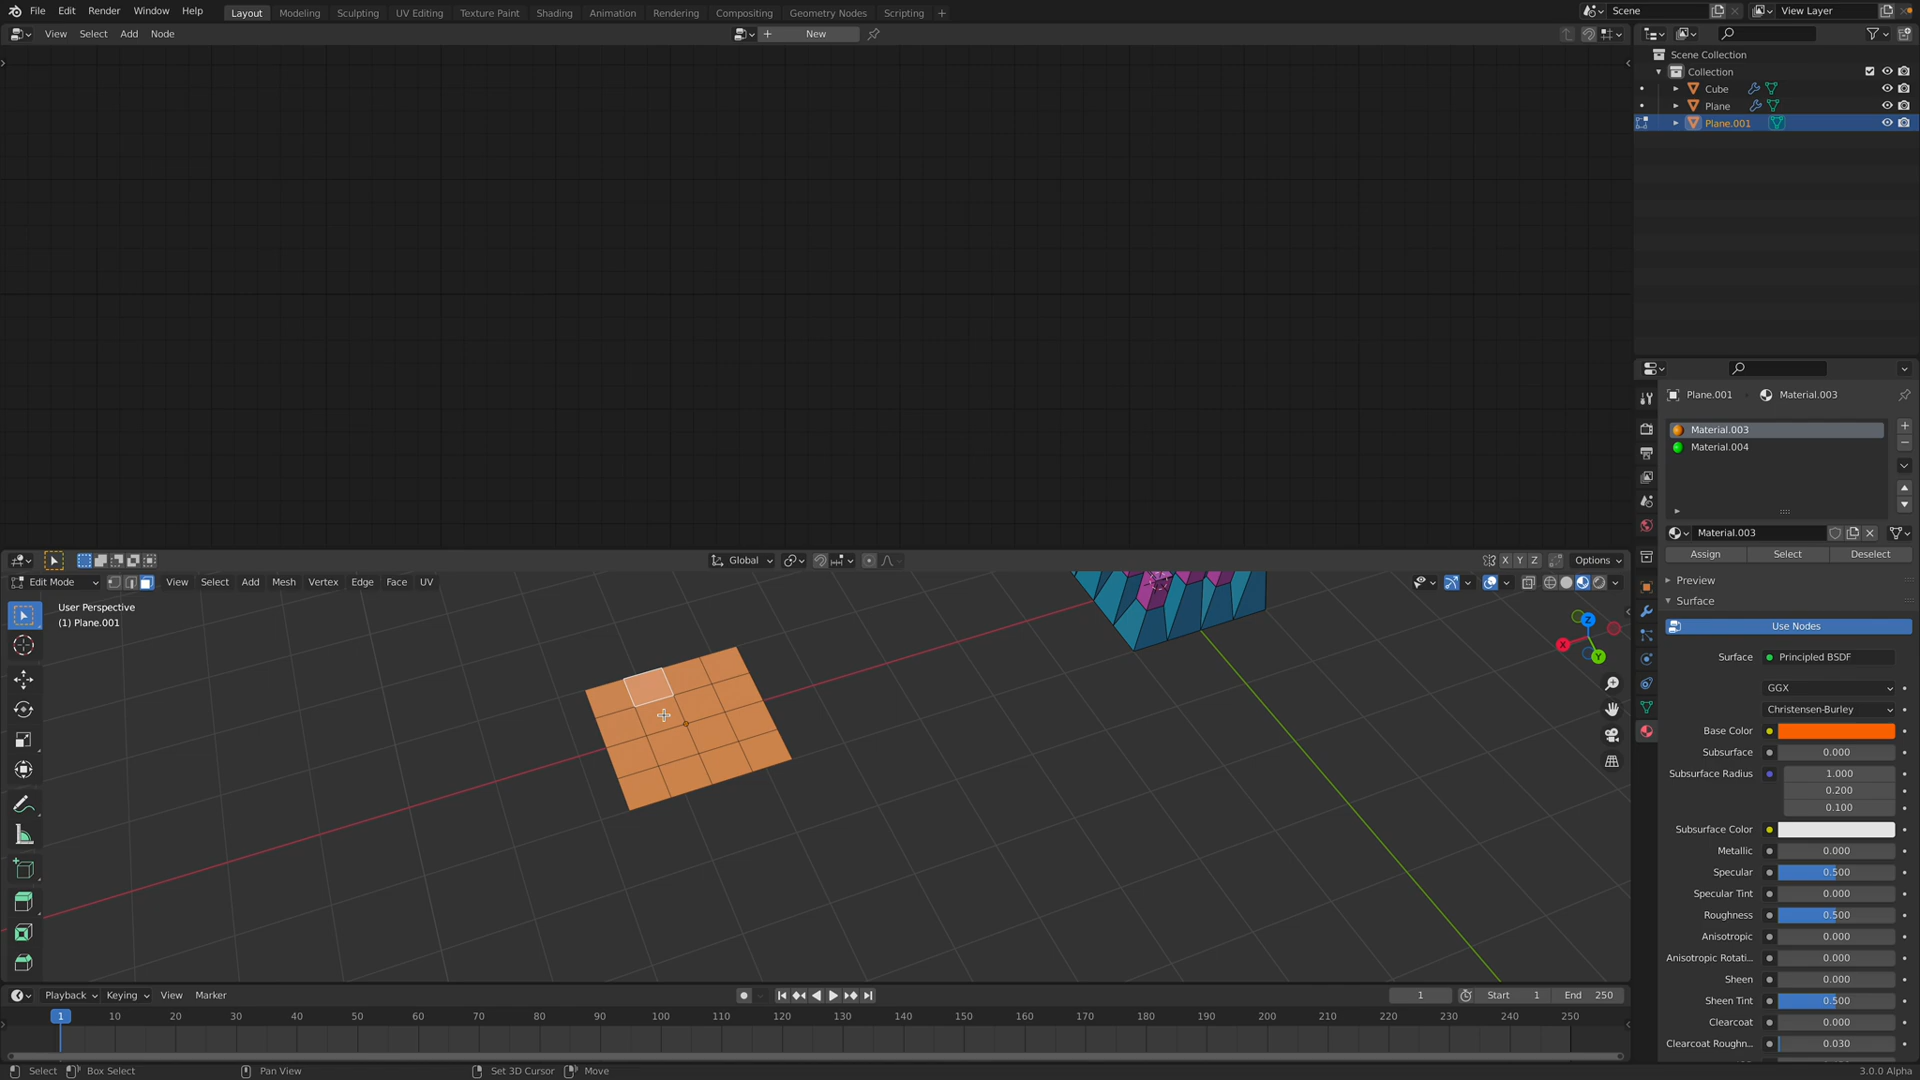 File Edit Render Window Help Layout Modeling Sculpting UV Editing Texture Paint Shading Animation Rendering Compositing Geometry Nodes Scripting + Scene View Layer
View Select Add Node New
Scene Collection
Collection
Cube
Plane
Plane.001
Plane.001 Material.003
Material.003
Material.004
Material.003
Assign Select Deselect
Global X Y Z Options
Edit Mode View Select Add Mesh Vertex Edge Face UV
Preview
Surface
User Perspective
(1) Plane.001
Use Nodes
Z
X
Y
Surface Principled BSDF
GGX
Christensen-Burley
Base Color
Subsurface 0.000
Subsurface Radius 1.000
0.200
0.100
Subsurface Color
Metallic 0.000
Specular 0.500
Specular Tint 0.000
Roughness 0.500
Anisotropic 0.000
Anisotropic Rotati... 0.000
Sheen 0.000
Sheen Tint 0.500
Clearcoat 0.000
Clearcoat Roughn... 0.030
Playback Keying View Marker 1 Start 1 End 250
1 10 20 30 40 50 60 70 80 90 100 110 120 130 140 150 160 170 180 190 200 210 220 230 240 250
Select Box Select Pan View Set 3D Cursor Move 3.0.0 Alpha